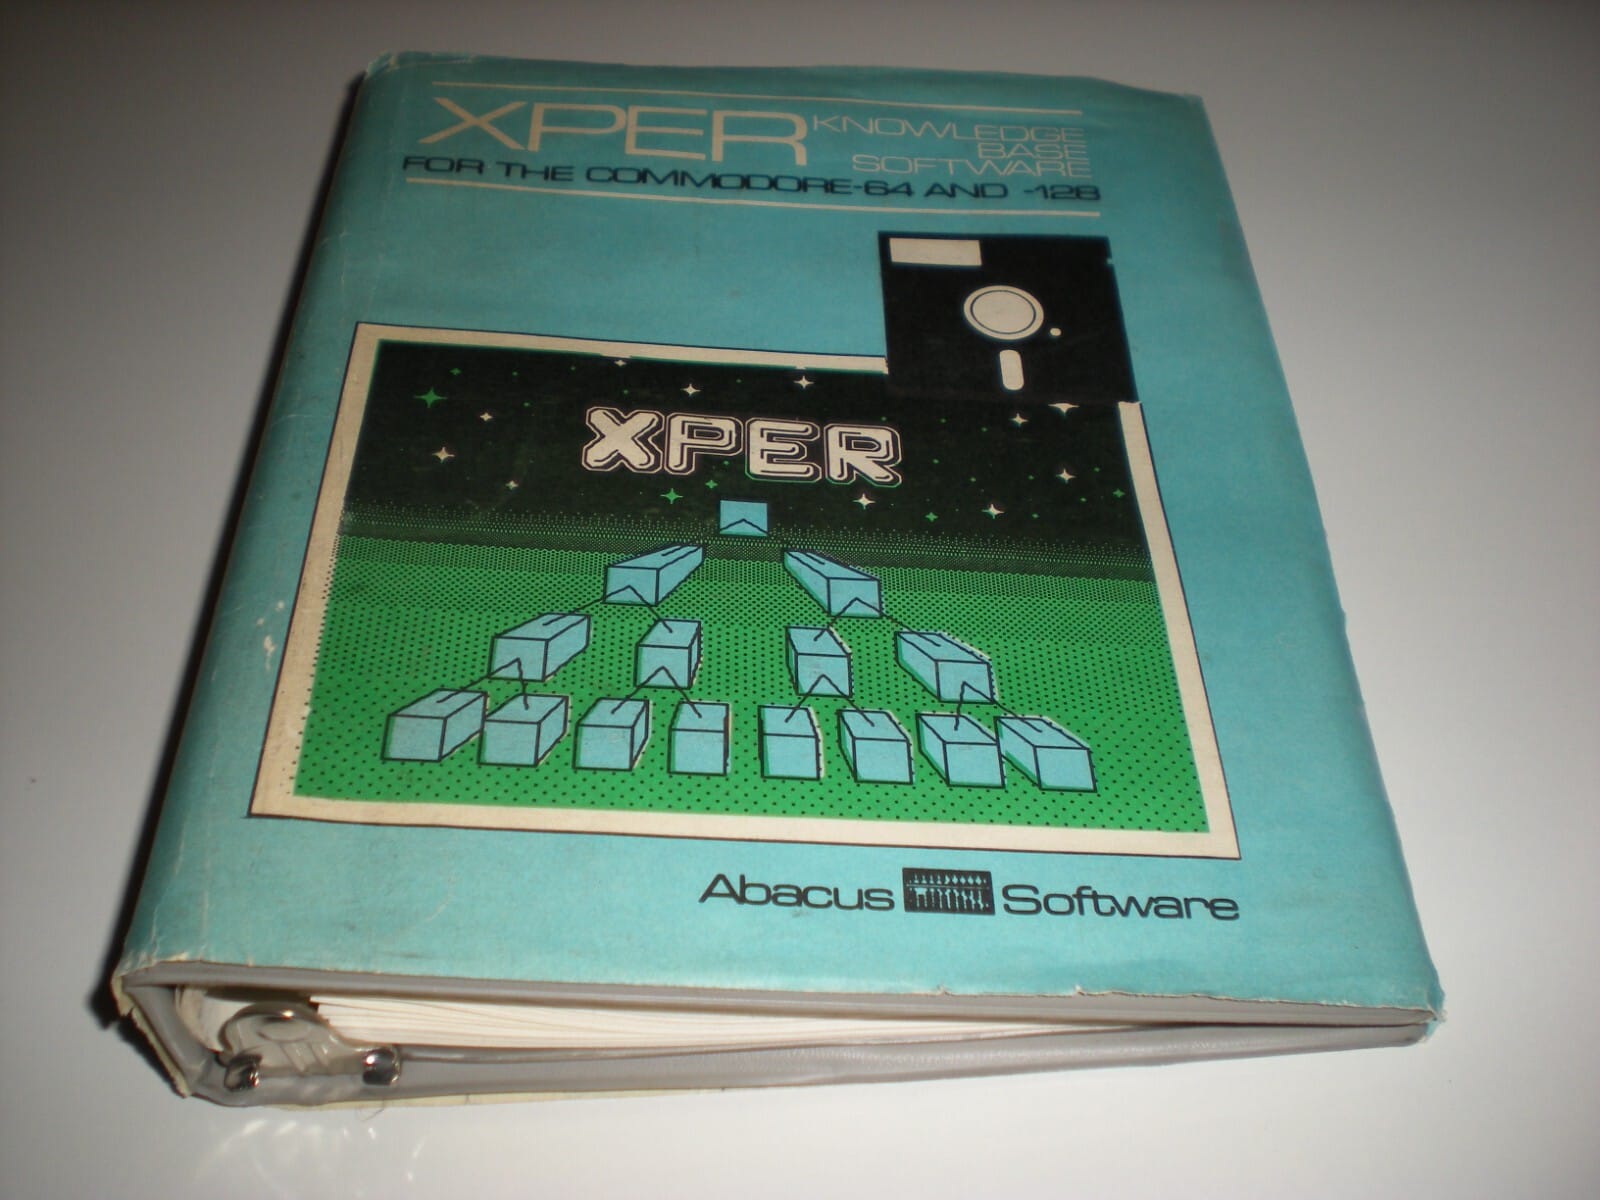 XPER KNOWLEDGE
BASE
SOFTWARE
FOR THE COMMODORE-64 AND -128
XPER
Abacus Software